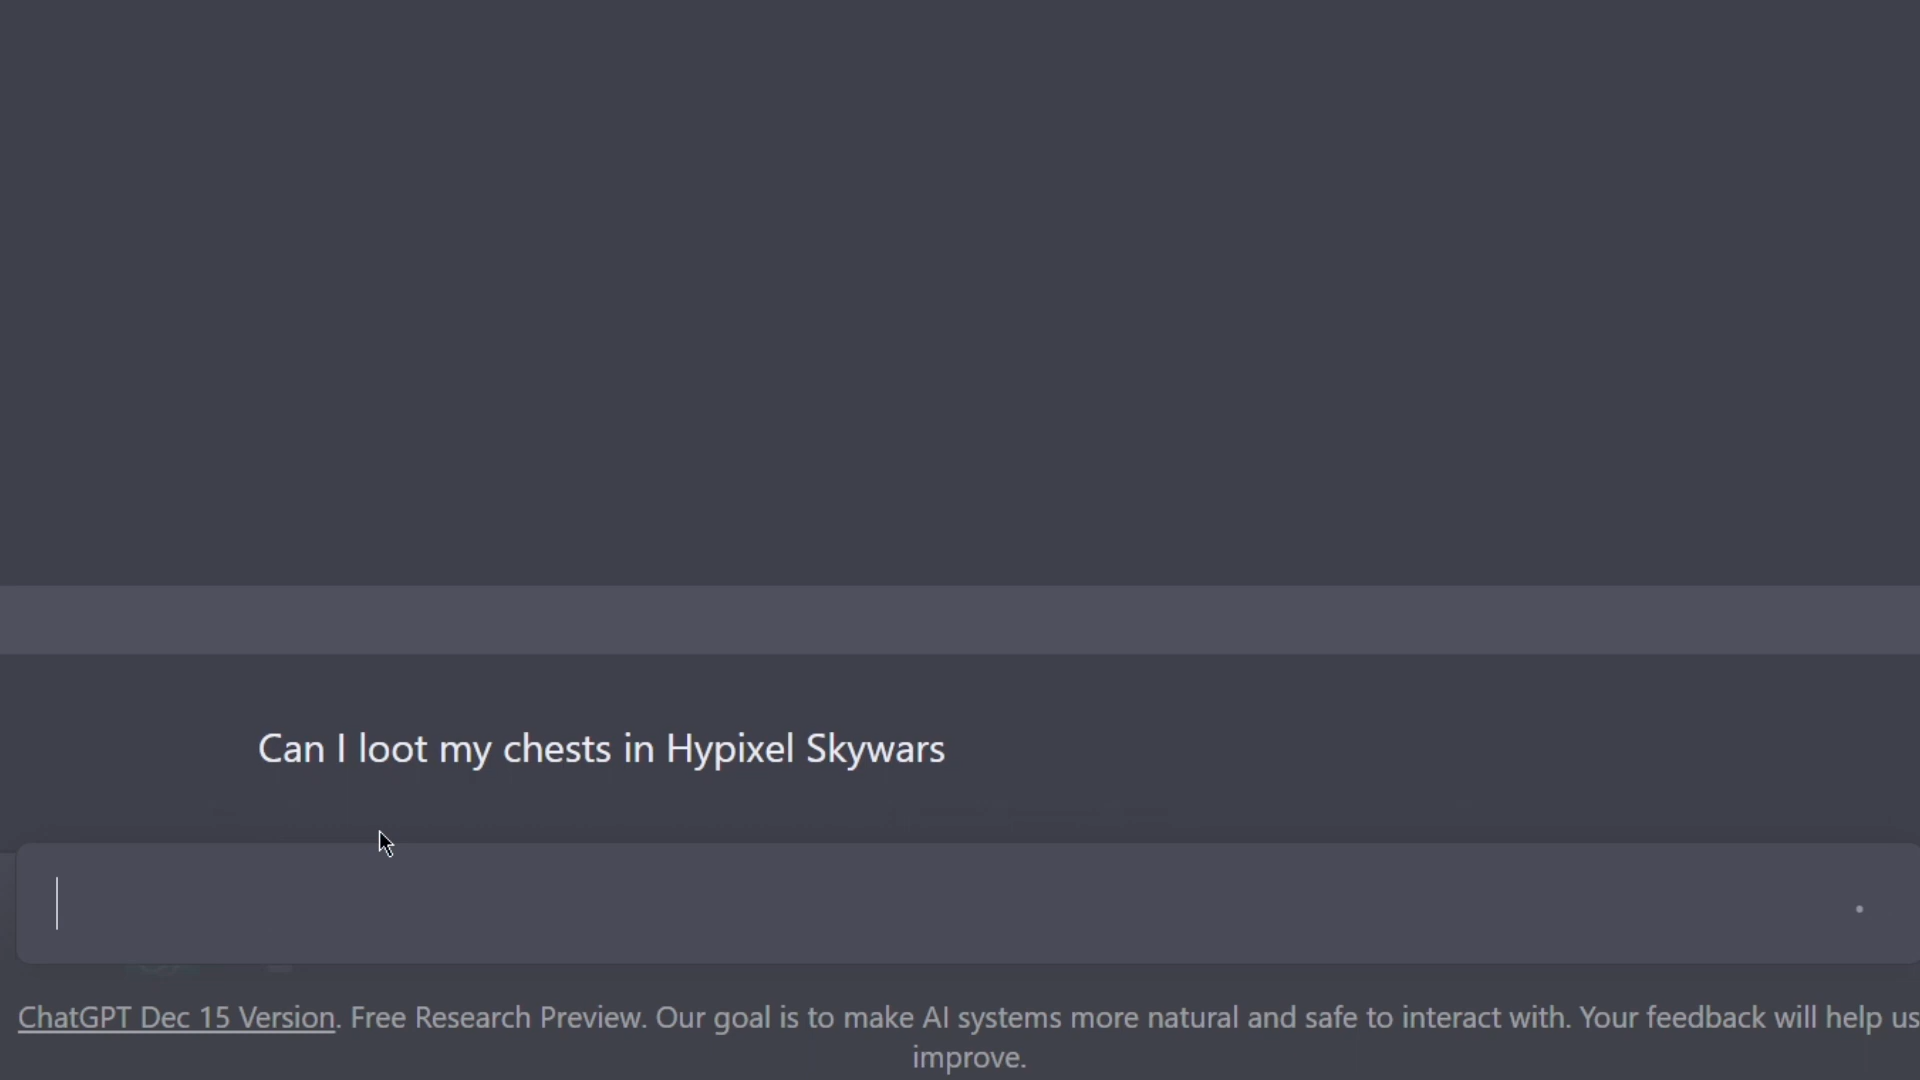 Can I loot my chests in Hypixel Skywars
ChatGPT Dec 15 Version. Free Research Preview. Our goal is to make AI systems more natural and safe to interact with. Your feedback will help us
improve.